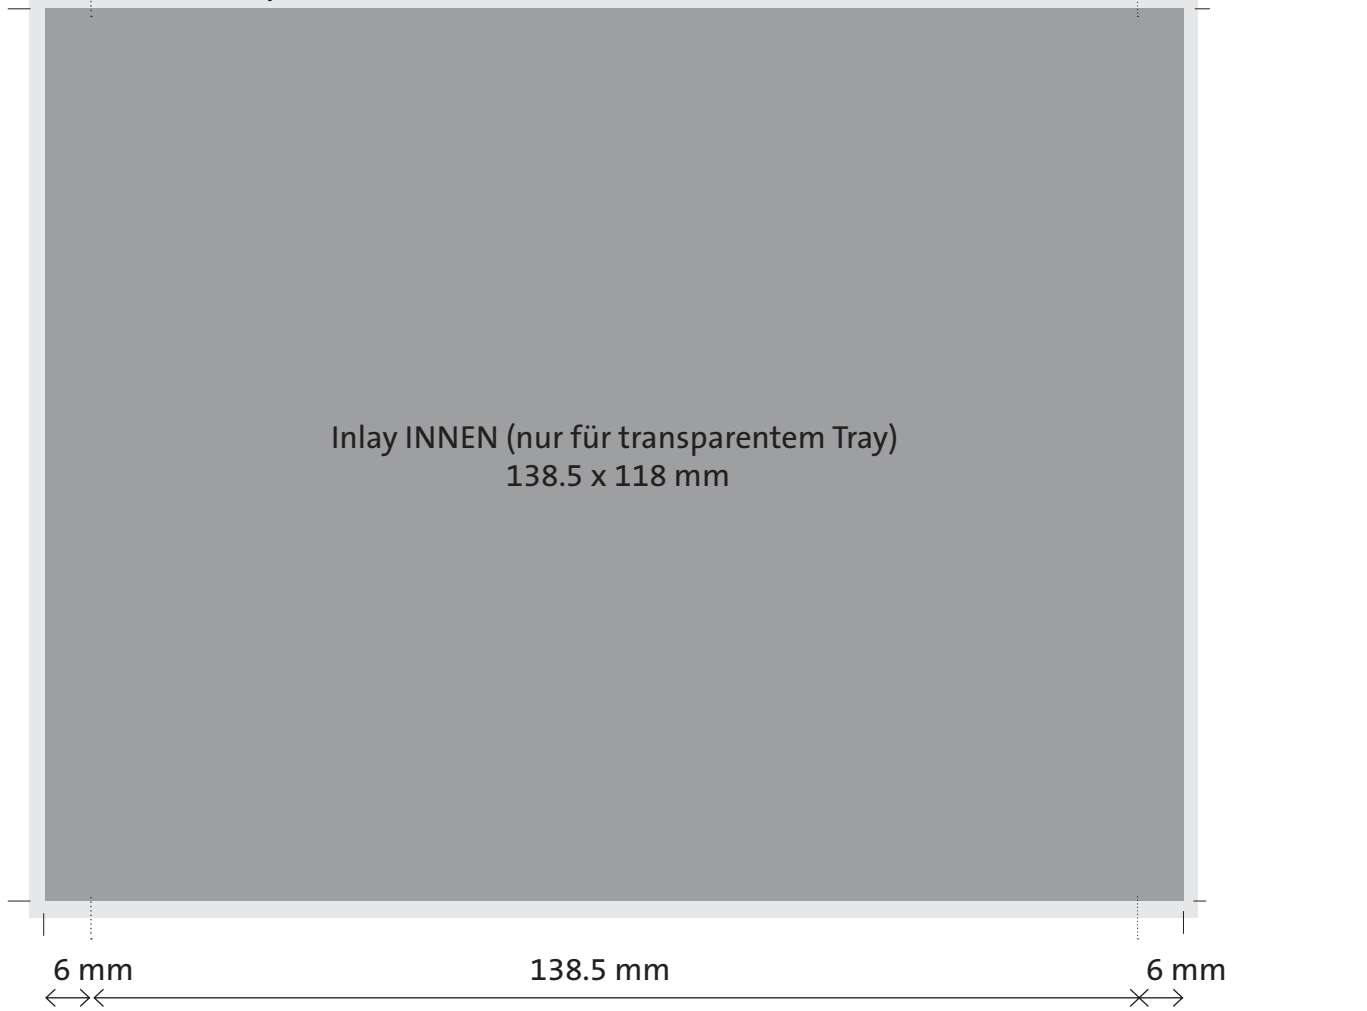 Inlay INNEN (nur für transparentem Tray)
138.5 x 118 mm
6 mm
138.5 mm
6 mm